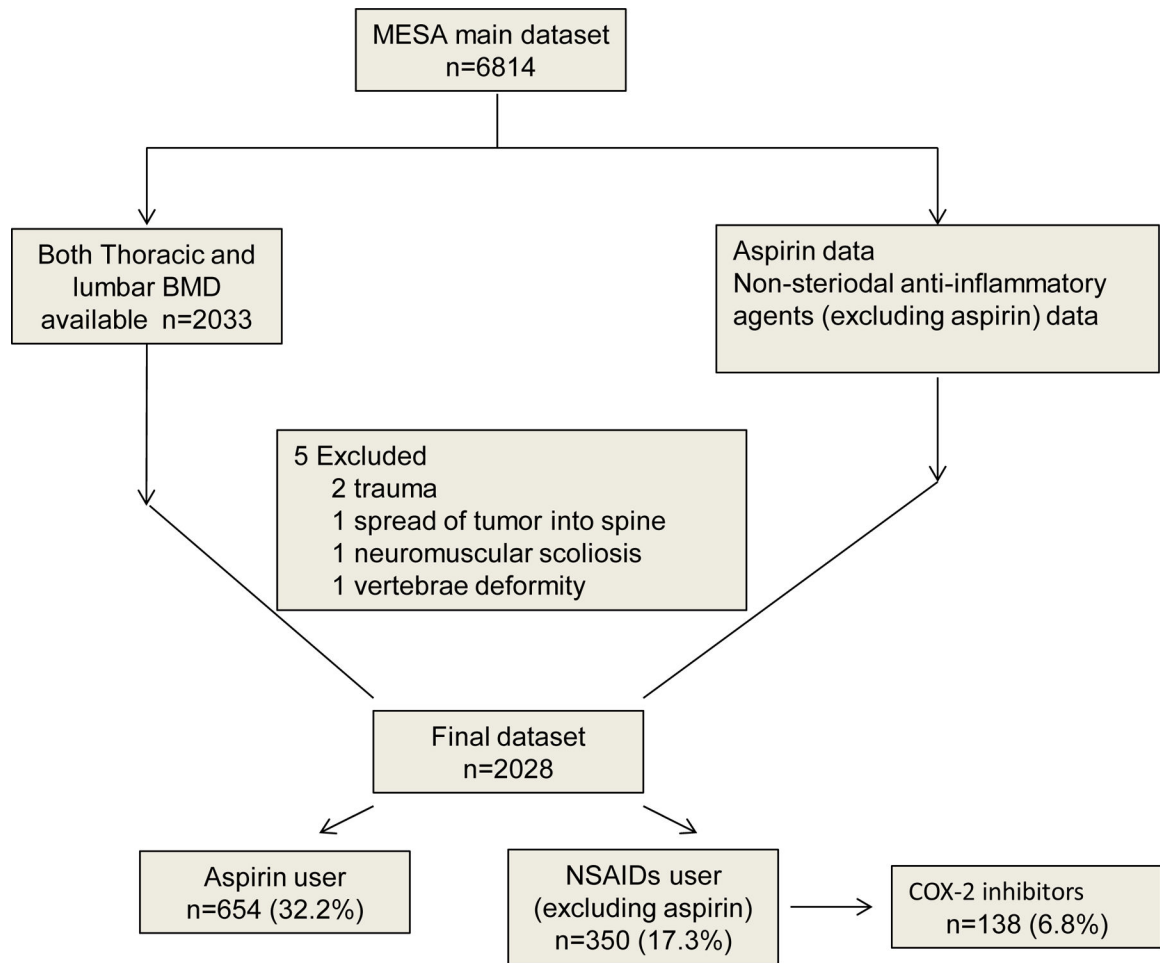 MESA main dataset
n=6814
Both Thoracic and
lumbar BMD
available n=2033
Aspirin data
Non-steriodal anti-inflammatory
agents (excluding aspirin) data
5 Excluded
2 trauma
1 spread of tumor into spine
1 neuromuscular scoliosis
1 vertebrae deformity
Final dataset
n=2028
Aspirin user
n=654 (32.2%)
NSAIDs user
(excluding aspirin)
n=350 (17.3%)
COX-2 inhibitors
n=138 (6.8%)